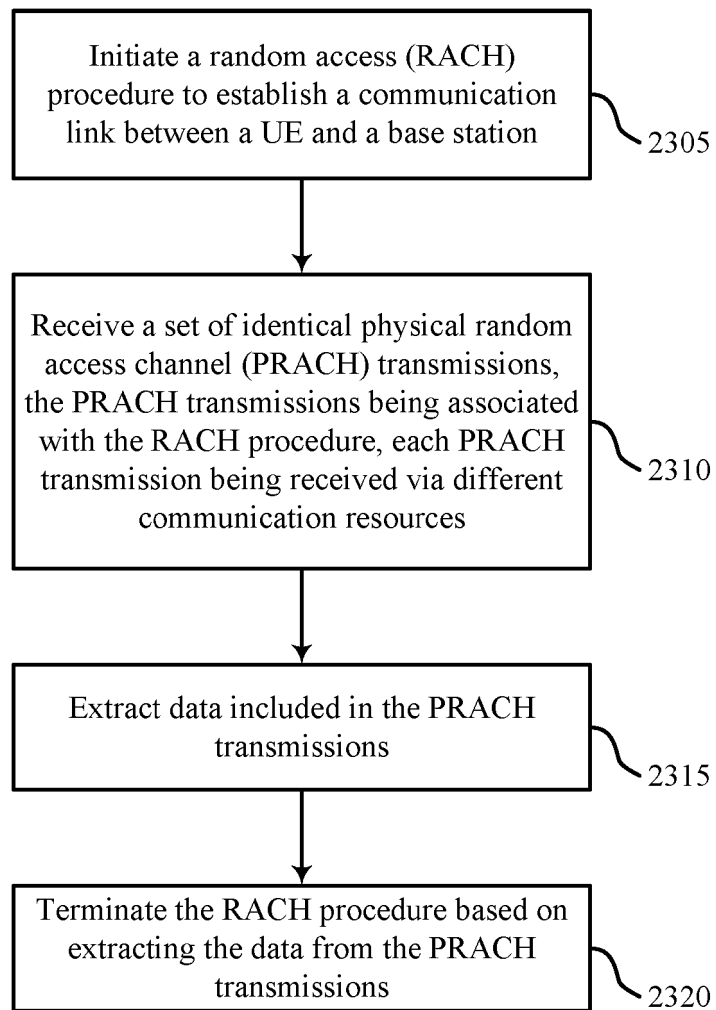 Initiate a random access (RACH)
procedure to establish a communication
link between a UE and a base station
2305
Receive a set of identical physical random
access channel (PRACH) transmissions,
the PRACH transmissions being associated
with the RACH procedure, each PRACH
transmission being received via different
communication resources
2310
Extract data included in the PRACH
transmissions
2315
Terminate the RACH procedure based on
extracting the data from the PRACH
transmissions
2320